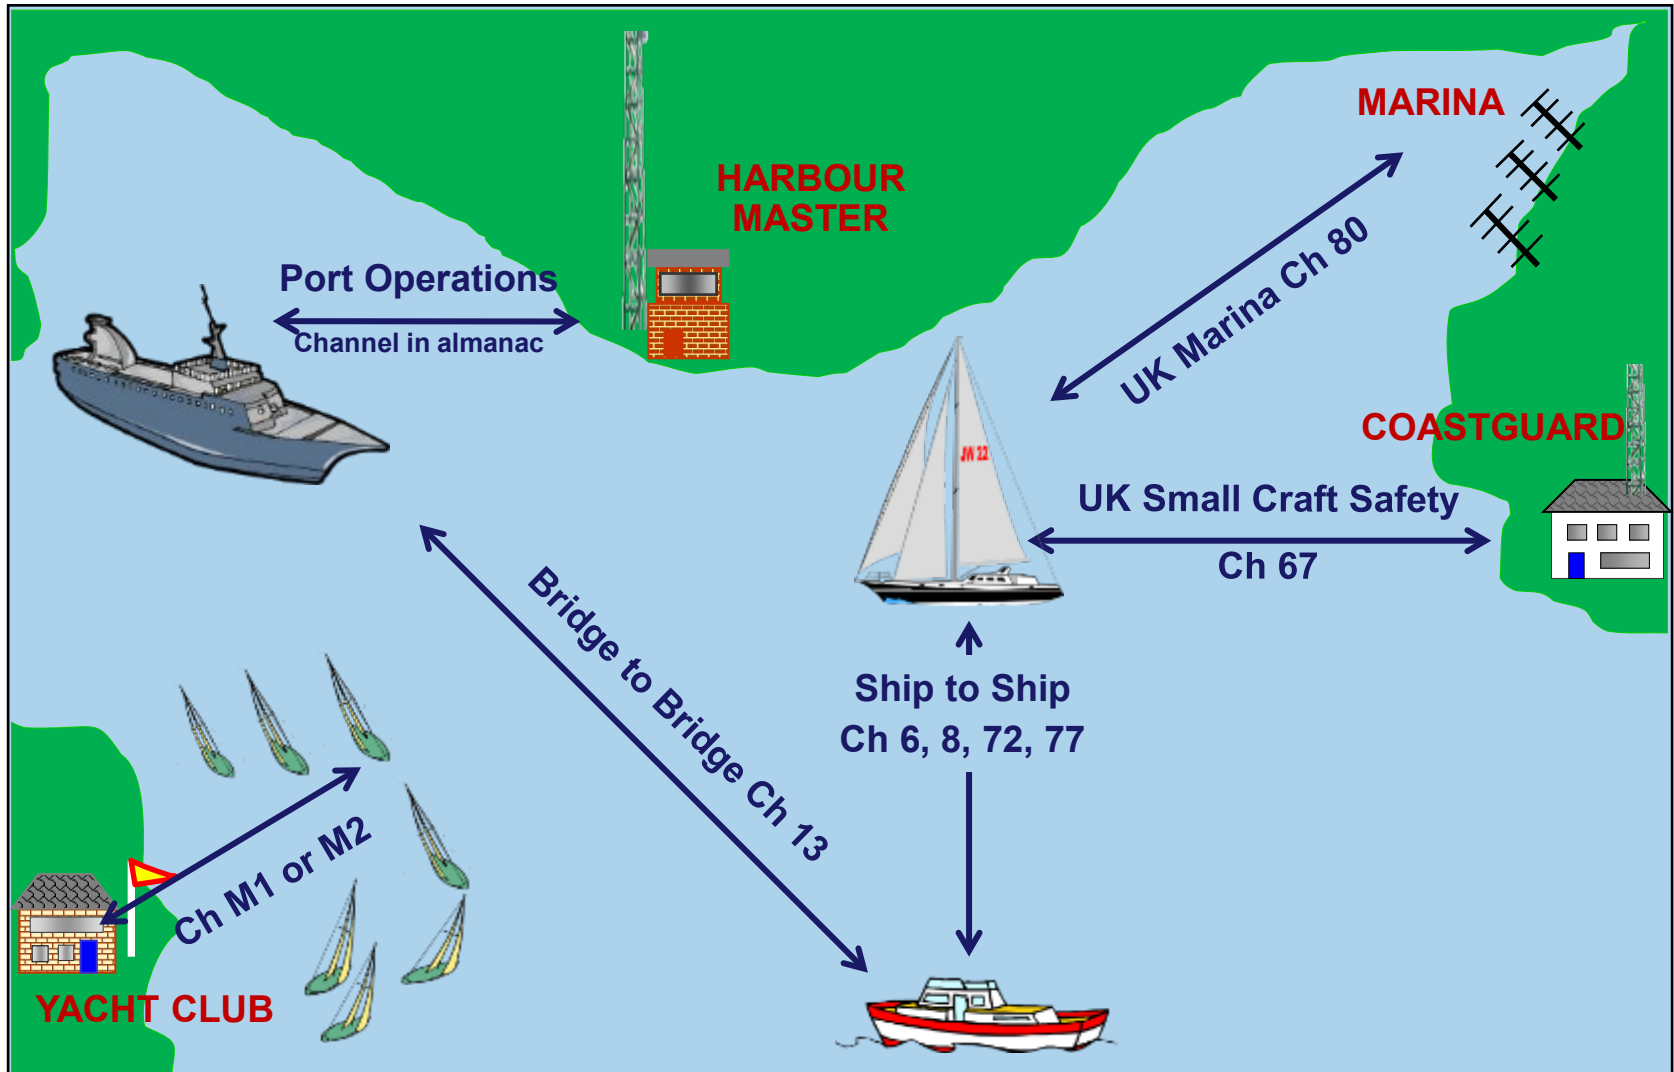 MARINA
HARBOUR
MASTER
UK Marina Ch 80
Port Operations
Channel in almanac
COASTGUARD
JW 22
UK Small Craft Safety
Ch 67
Bridge to Bridge Ch 13
Ship to Ship
Ch 6, 8, 72, 77
Ch M1 or M2
YACHT CLUB